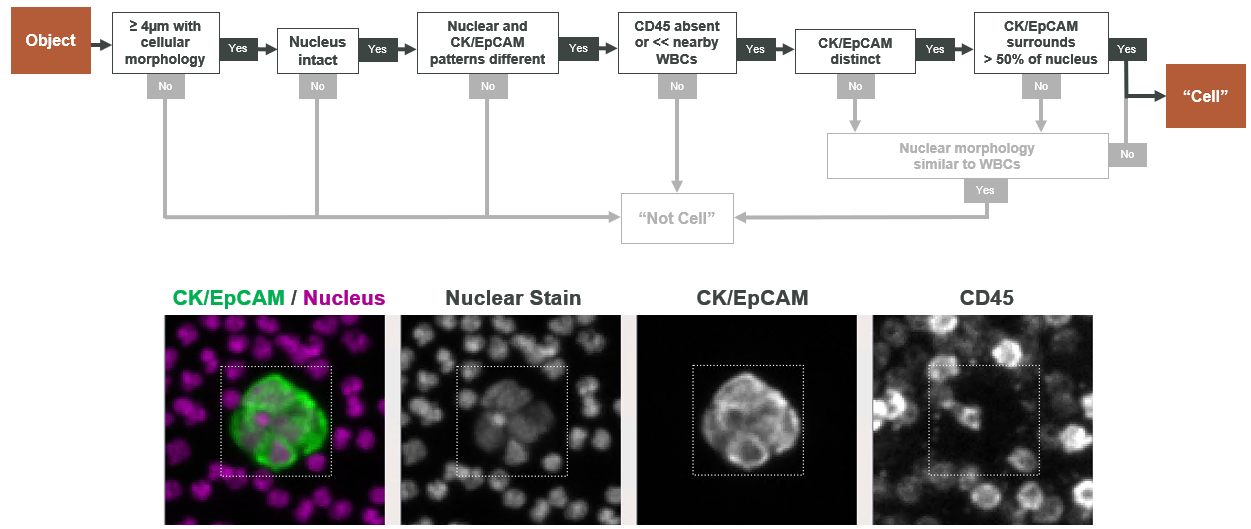 Object
≥ 4µm with
cellular
morphology
Yes
No
Nucleus
intact
Yes
No
Nuclear and
CK/EpCAM
patterns different
Yes
No
CD45 absent
or << nearby
WBCs
Yes
No
CK/EpCAM
distinct
Yes
No
CK/EpCAM
surrounds
> 50% of nucleus
Yes
No
“Cell”
Nuclear morphology
similar to WBCs
No
Yes
“Not Cell”
CK/EpCAM / Nucleus
Nuclear Stain
CK/EpCAM
CD45